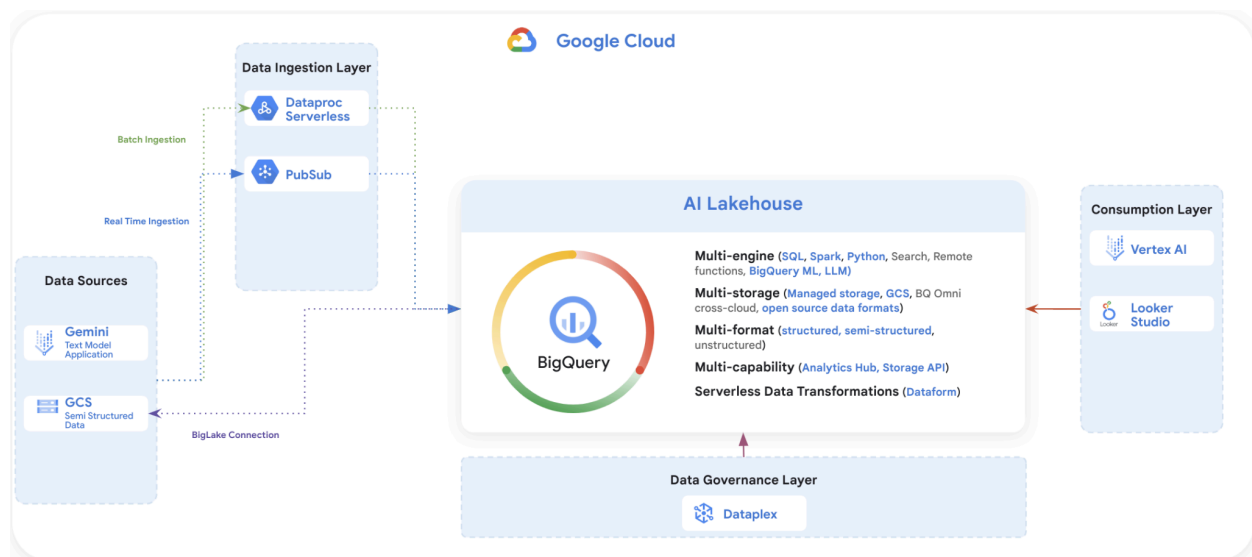 Google Cloud
Data Ingestion Layer
Dataproc
Serverless
Batch Ingestion
PubSub
Real Time Ingestion
Data Sources
Gemini
Text Model
Application
GCS
Semi Structured
Data
BigLake Connection
AI Lakehouse
BigQuery
Multi-engine (SQL, Spark, Python, Search, Remote
functions, BigQuery ML, LLM)
Multi-storage (Managed storage, GCS, BQ Omni
cross-cloud, open source data formats)
Multi-format (structured, semi-structured,
unstructured)
Multi-capability (Analytics Hub, Storage API)
Serverless Data Transformations (Dataform)
Consumption Layer
Vertex AI
Looker
Looker
Studio
Data Governance Layer
Dataplex